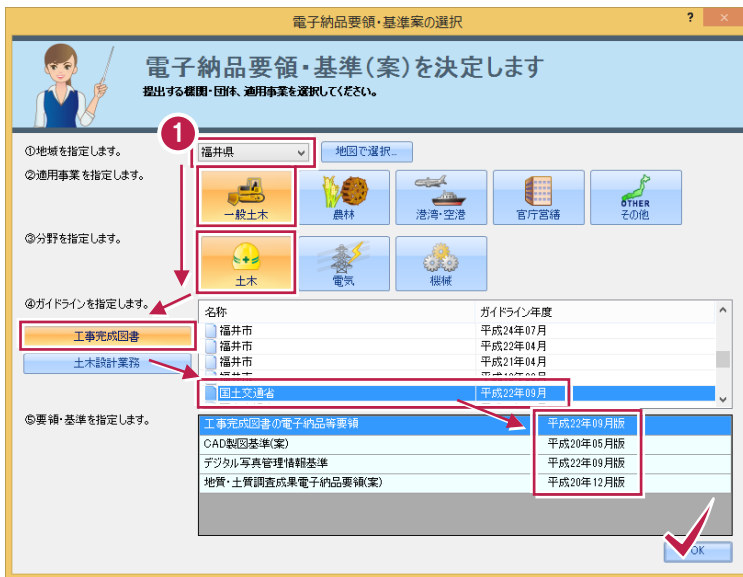 電子納品要領・基準案の選択
?
×
電子納品要領・基準(案)を決定します
提出する機関・団体、適用事業を選択してください。
1
①地域を指定します。
福井県
地図で選択...
②適用事業を指定します。
一般土木
農林
港湾・空港
官庁営繕
OTHER
その他
③分野を指定します。
土木
電気
機械
④ガイドラインを指定します。
工事完成図書
土木設計業務
名称 ガイドライン年度
福井市 平成24年07月
福井市 平成22年04月
福井市 平成21年04月
国土交通省 平成22年09月
⑤要領・基準を指定します。
工事完成図書の電子納品等要領 平成22年09月版
CAD製図基準(案) 平成20年05月版
デジタル写真管理情報基準 平成22年09月版
地質・土質調査成果電子納品要領(案) 平成20年12月版
OK